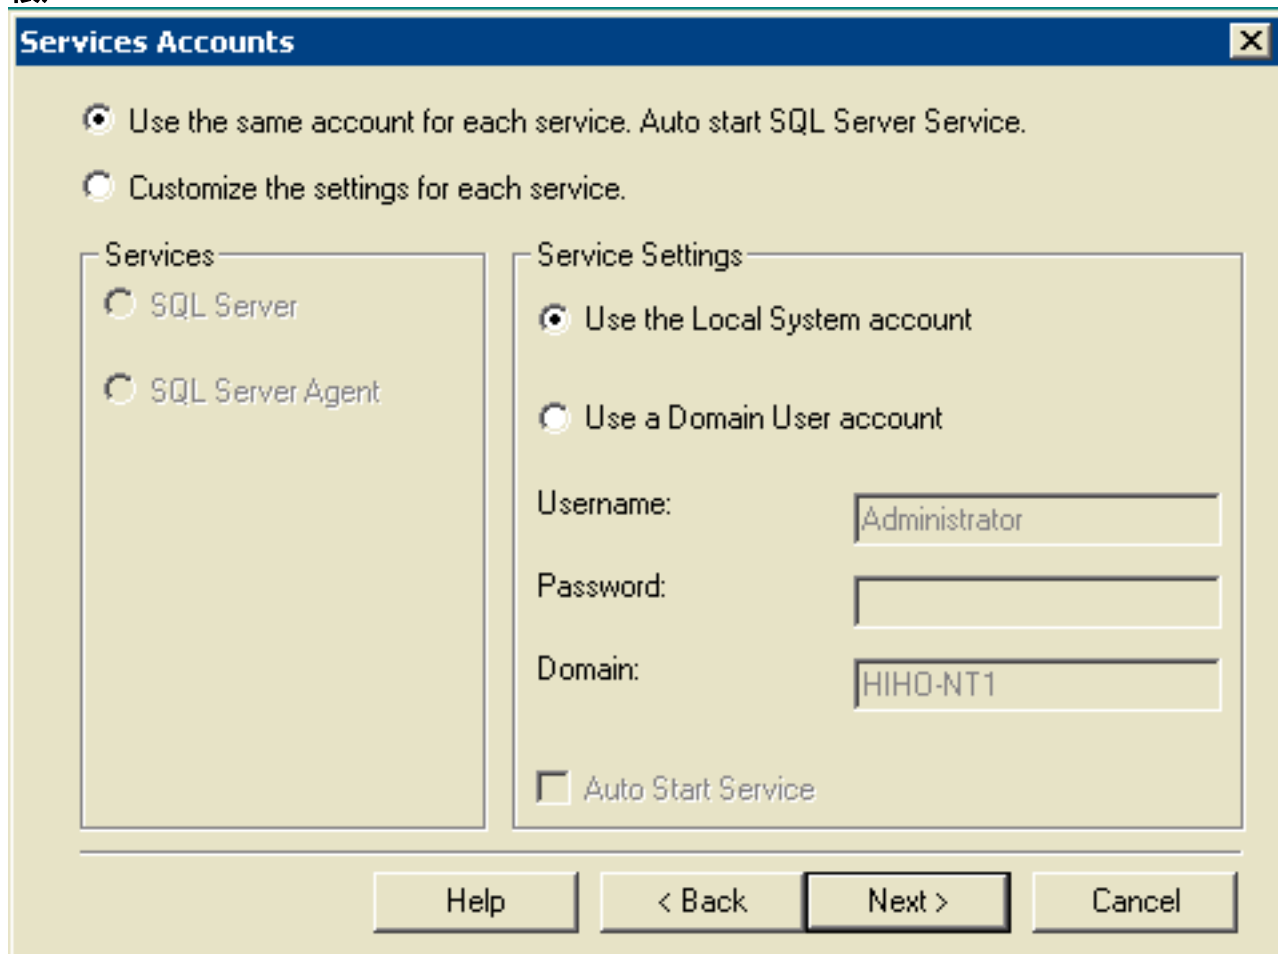 Services Accounts
Use the same account for each service. Auto start SQL Server Service.
Customize the settings for each service.
Services
SQL Server
SQL Server Agent
Service Settings
Use the Local System account
Use a Domain User account
Username:
Administrator
Password:
Domain:
HIHO-NT1
Auto Start Service
Help
< Back
Next >
Cancel